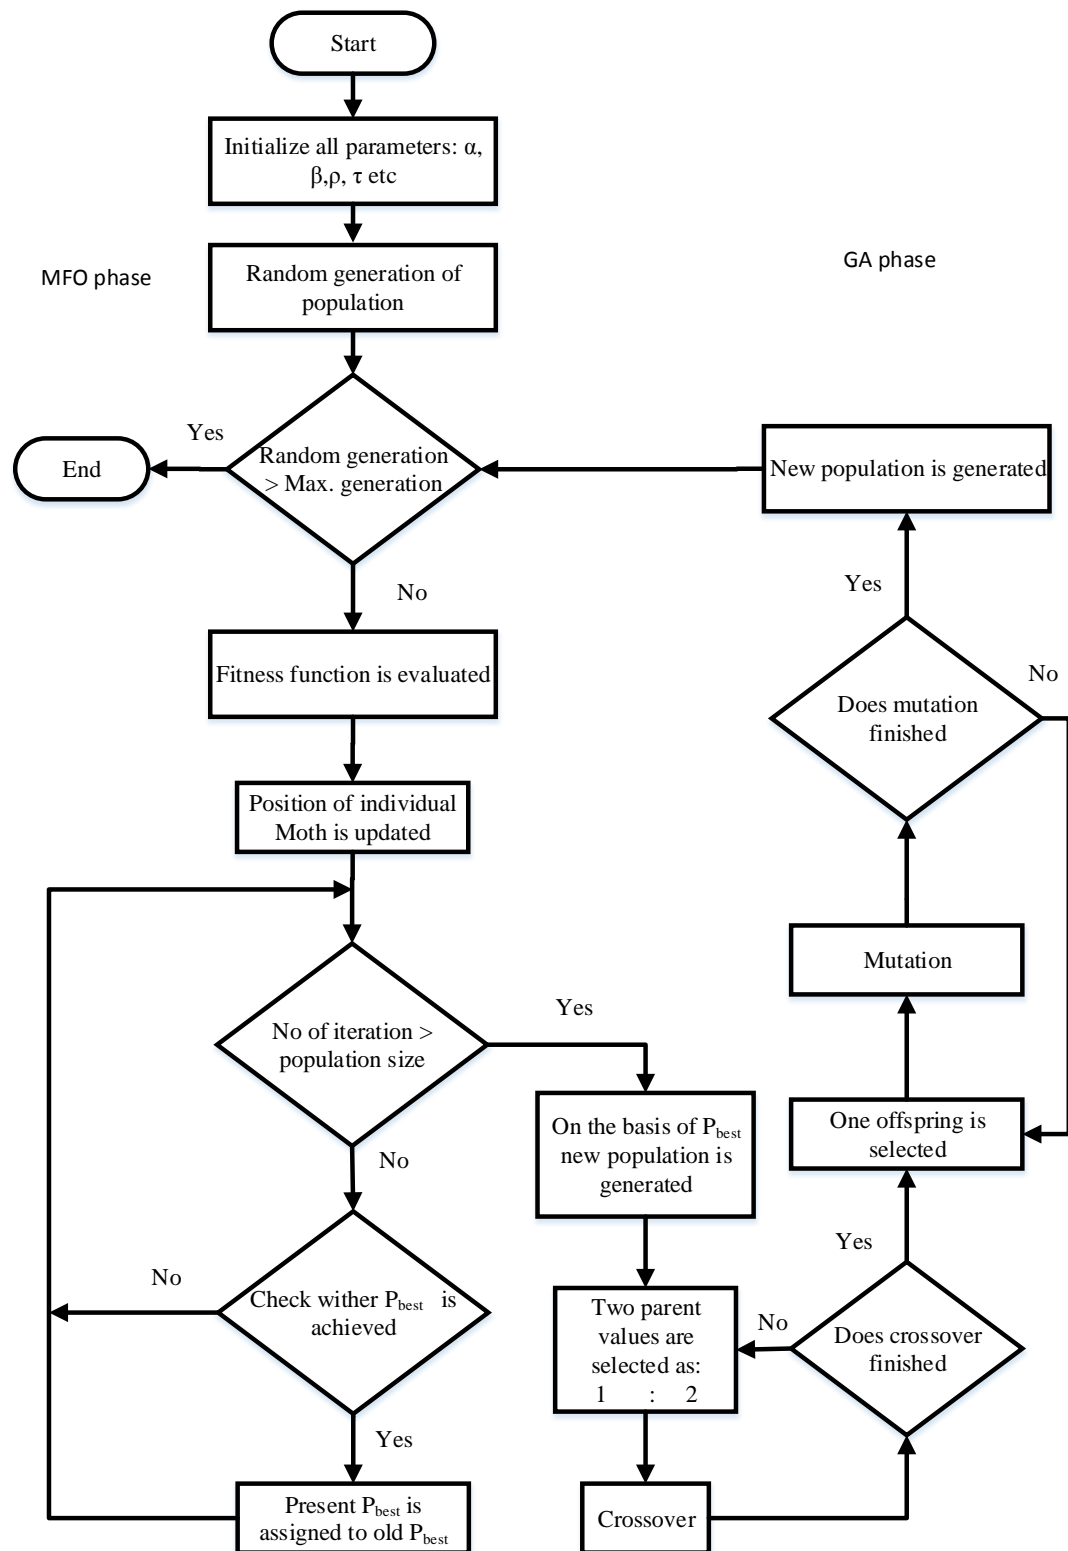 Start
Initialize all parameters: α,
β,ρ, τ etc
Random generation of
population
MFO phase
GA phase
Yes
End
Random generation
> Max. generation
New population is generated
No
Yes
Fitness function is evaluated
No
Does mutation
finished
Position of individual
Moth is updated
Mutation
No of iteration >
population size
Yes
On the basis of Pbest
new population is
generated
One offspring is
selected
No
Yes
No
Check wither Pbest is
achieved
Two parent
values are
selected as:
1 : 2
No
Does crossover
finished
Yes
Present Pbest is
assigned to old Pbest
Crossover